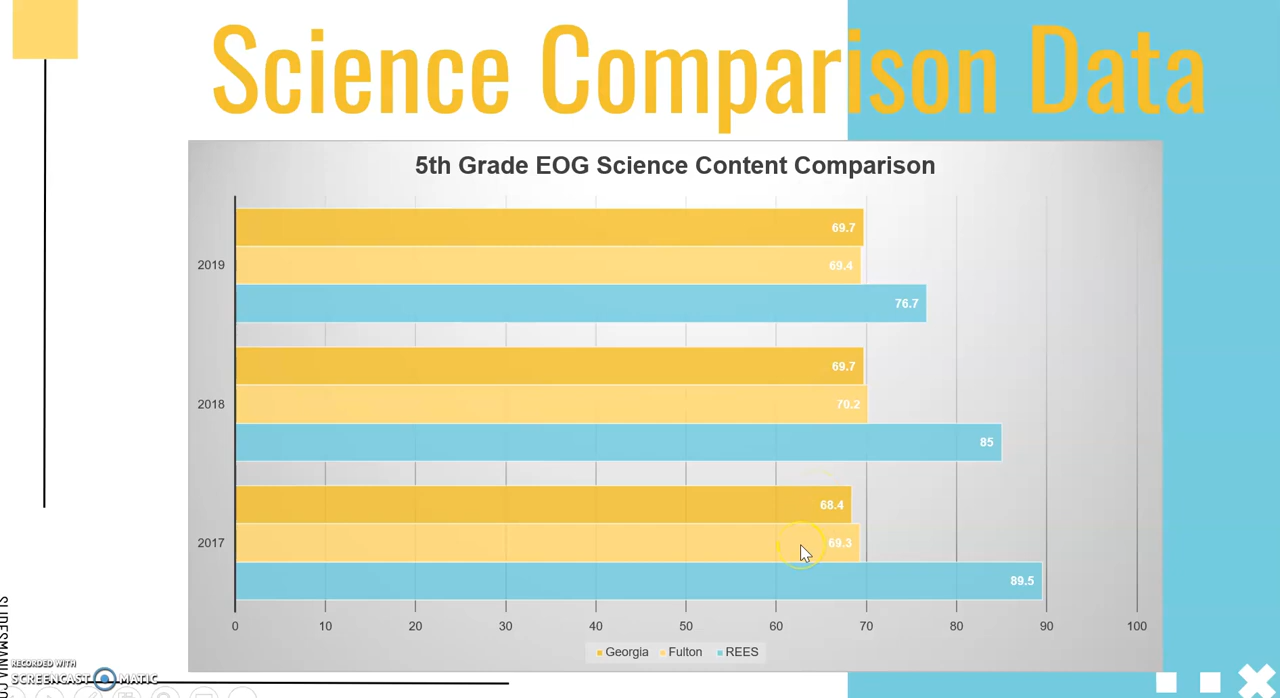 Science Comparison Data
5th Grade EOG Science Content Comparison
2019
69.7
69.4
76.7
2018
69.7
70.2
85
2017
68.4
69.3
89.5
0 10 20 30 40 50 60 70 80 90 100
Georgia Fulton REES
RECORDED WITH
SCREENCAST MATIC